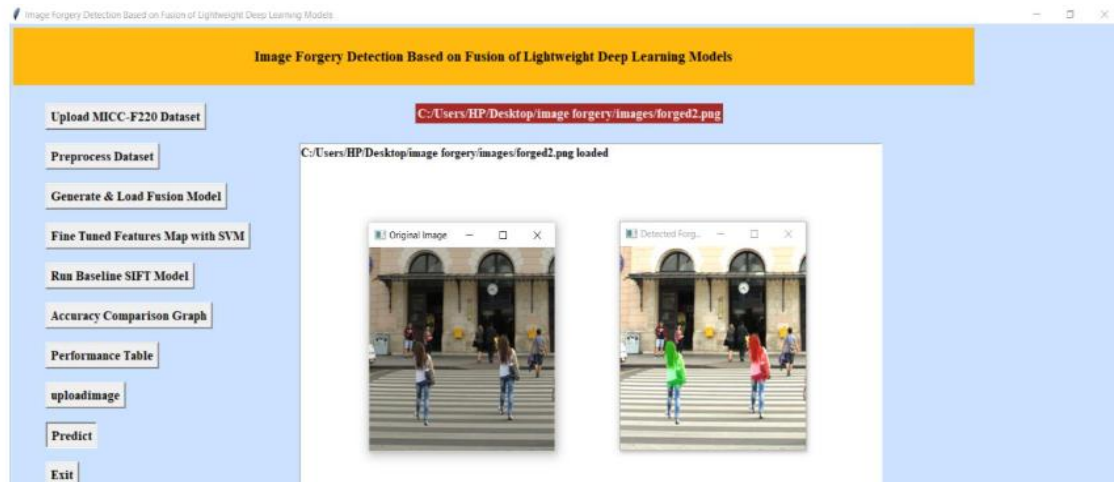 Image Forgery Detection Based on Fusion of Lightweight Deep Learning Models
Image Forgery Detection Based on Fusion of Lightweight Deep Learning Models
Upload MICC-F220 Dataset
C:/Users/HP/Desktop/image forgery/images/forged2.png
Preprocess Dataset
C:/Users/HP/Desktop/image forgery/images/forged2.png loaded
Generate & Load Fusion Model
Fine Tuned Features Map with SVM
Original Image
Detected Forg...
Run Baseline SIFT Model
Accuracy Comparison Graph
Performance Table
uploadimage
Predict
Exit